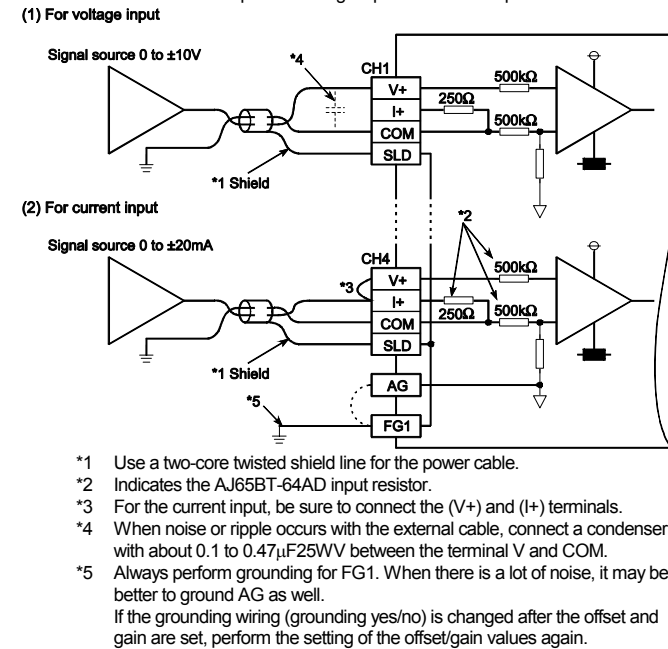 (1) For voltage input
Signal source 0 to ±10V
*4
CH1
V+
I+
COM
SLD
250Ω
500kΩ
500kΩ
*1 Shield
(2) For current input
Signal source 0 to ±20mA
*2
CH4
*3
V+
I+
COM
SLD
250Ω
500kΩ
500kΩ
*1 Shield
AG
*5
FG1
*1 Use a two-core twisted shield line for the power cable.
*2 Indicates the AJ65BT-64AD input resistor.
*3 For the current input, be sure to connect the (V+) and (I+) terminals.
*4 When noise or ripple occurs with the external cable, connect a condenser
with about 0.1 to 0.47μF25WV between the terminal V and COM.
*5 Always perform grounding for FG1. When there is a lot of noise, it may be
better to ground AG as well.
If the grounding wiring (grounding yes/no) is changed after the offset and
gain are set, perform the setting of the offset/gain values again.